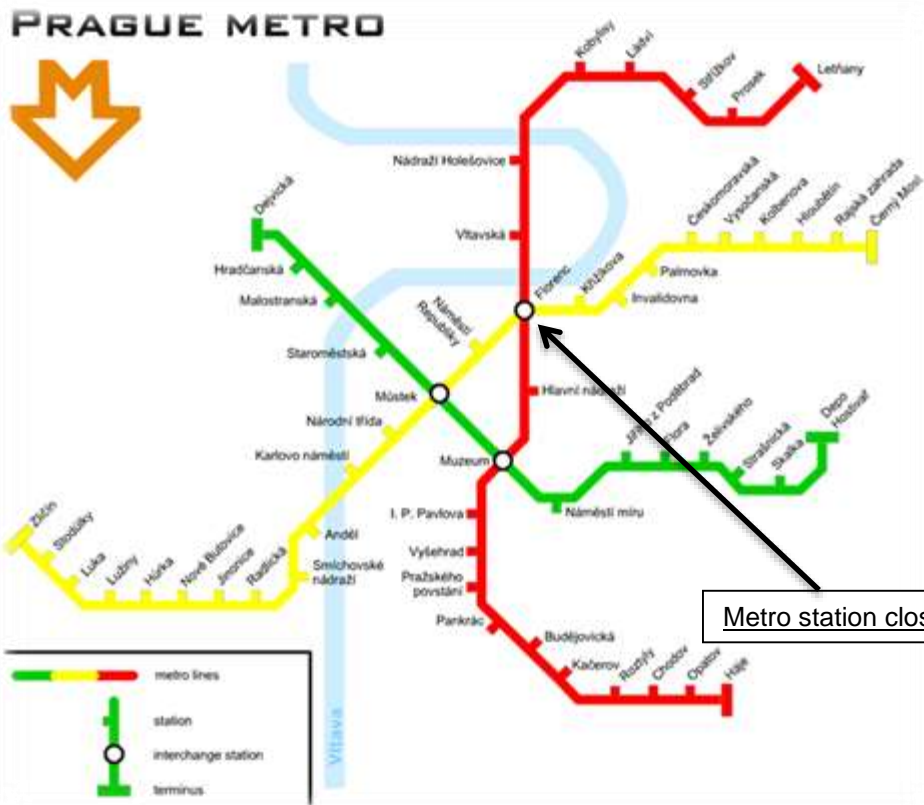 PRAGUE METRO
Kobylisy
Ládví
Střížkov
Prosek
Letňany
Nádraží Holešovice
Vltavská
Dejvická
Hradčanská
Malostranská
Staroměstská
Můstek
Náměstí
Republiky
Florenc
Křižíkova
Invalidovna
Palmovka
Českomoravská
Vysočanská
Kolbenova
Hloubětín
Rajská zahrada
Černý Most
Hlavní nádraží
Národní třída
Karlovo náměstí
Muzeum
Jiřího z Poděbrad
Flora
Želivského
Strašnická
Skalka
Depo
Hostivař
Náměstí míru
I. P. Pavlova
Vyšehrad
Pražského
povstání
Pankrác
Budějovická
Kačerov
Roztyly
Chodov
Opatov
Háje
Anděl
Smíchovské
nádraží
Zličín
Stodůlky
Luka
Lužiny
Hůrka
Nové Butovice
Jinonice
Radlická
Metro station clos
metro lines
station
interchange station
terminus
Vltava